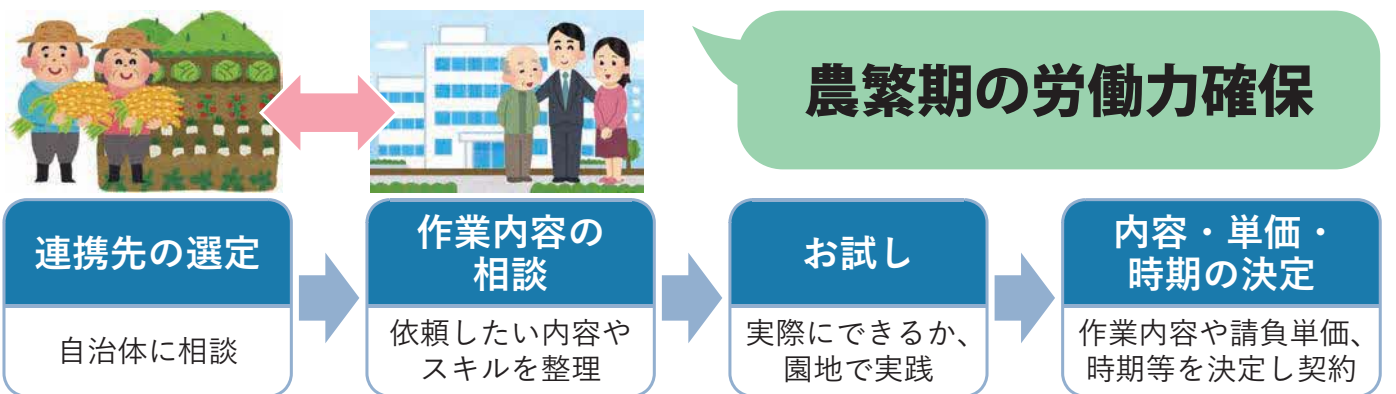 農繁期の労働力確保
連携先の選定
自治体に相談
作業内容の
相談
依頼したい内容や
スキルを整理
お試し
実際にできるか、
園地で実践
内容・単価・
時期の決定
作業内容や請負単価、
時期等を決定し契約